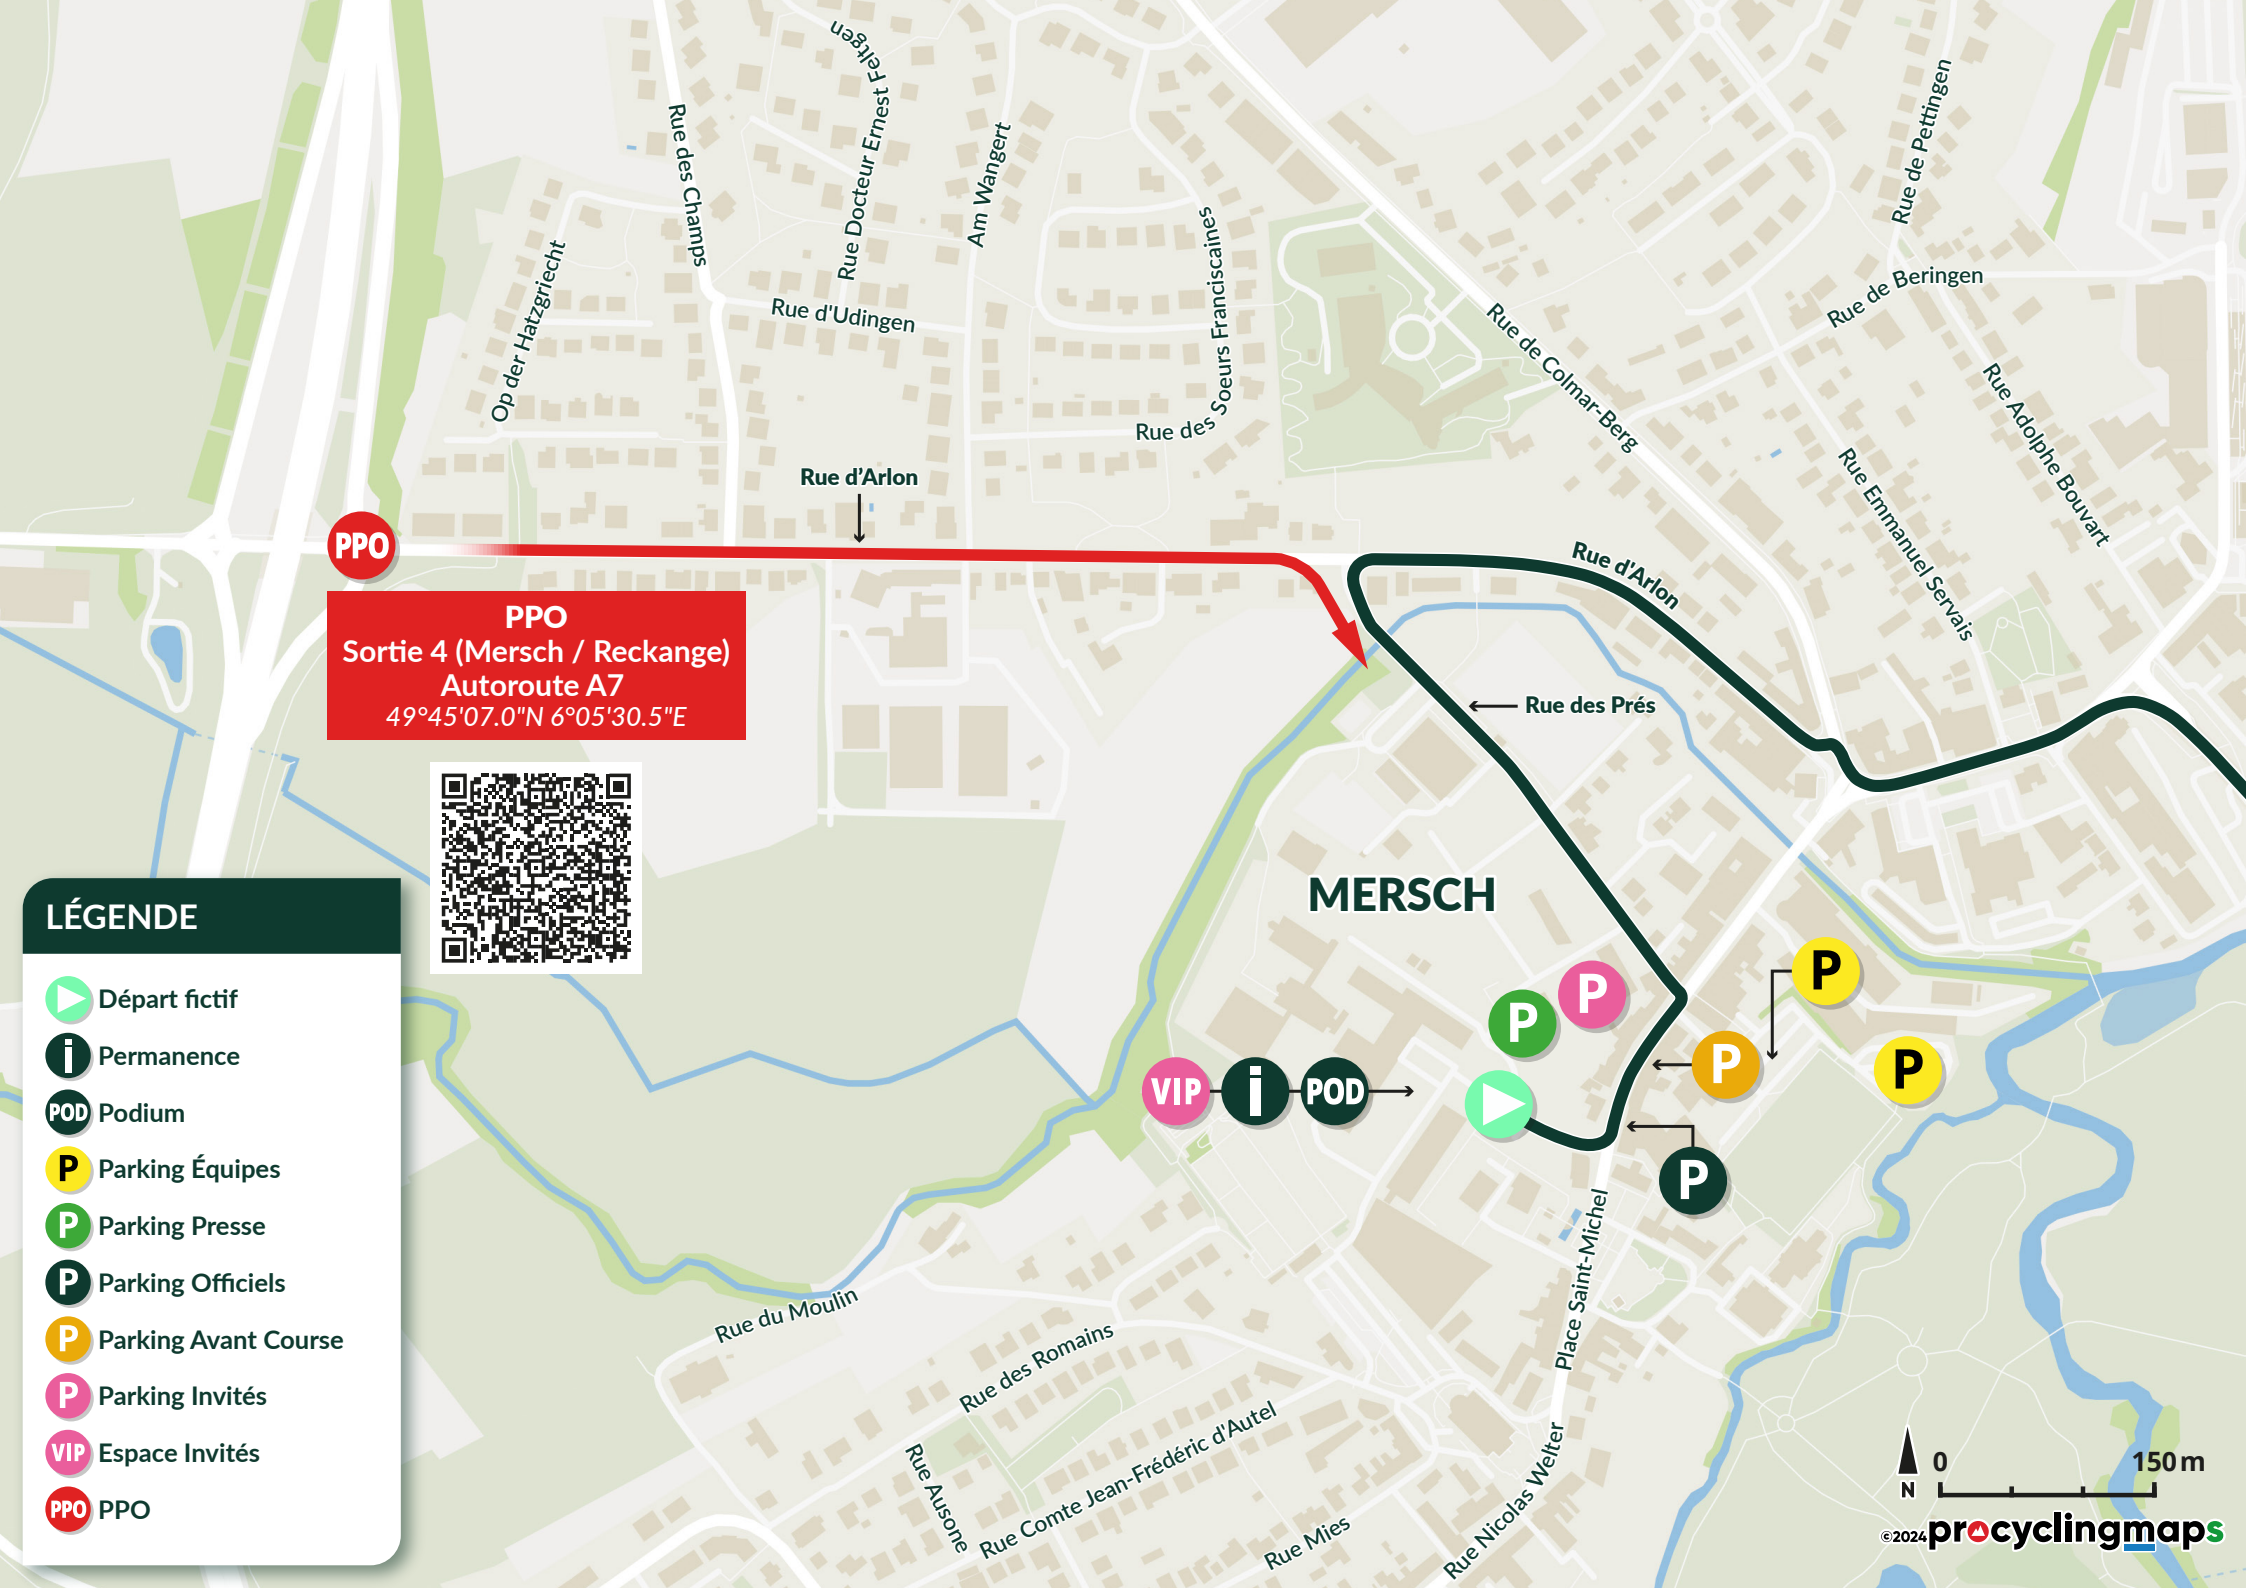 Rue Docteur Ernest Feltgen
Rue des Champs
Am Wangert
Rue de Pettingen
Op der Hatzgriecht
Rue d'Udingen
Rue des Soeurs Franciscaines
Rue de Beringen
Rue de Colmar-Berg
Rue Adolphe Bouvart
Rue Emmanuel Servais
Rue d’Arlon
PPO
Rue d'Arlon
PPO
Sortie 4 (Mersch / Reckange)
Autoroute A7
49°45'07.0"N 6°05'30.5"E
Rue des Prés
MERSCH
P
P
P
P
P
VIP
i
POD
P
Place Saint-Michel
Rue du Moulin
Rue des Romains
Rue Ausone
Rue Comte Jean-Frédéric d'Autel
Rue Mies
Rue Nicolas Welter
LÉGENDE
Départ fictif
i Permanence
POD Podium
P Parking Équipes
P Parking Presse
P Parking Officiels
P Parking Avant Course
P Parking Invités
VIP Espace Invités
PPO PPO
N
0 150 m
©2024 procyclingmaps